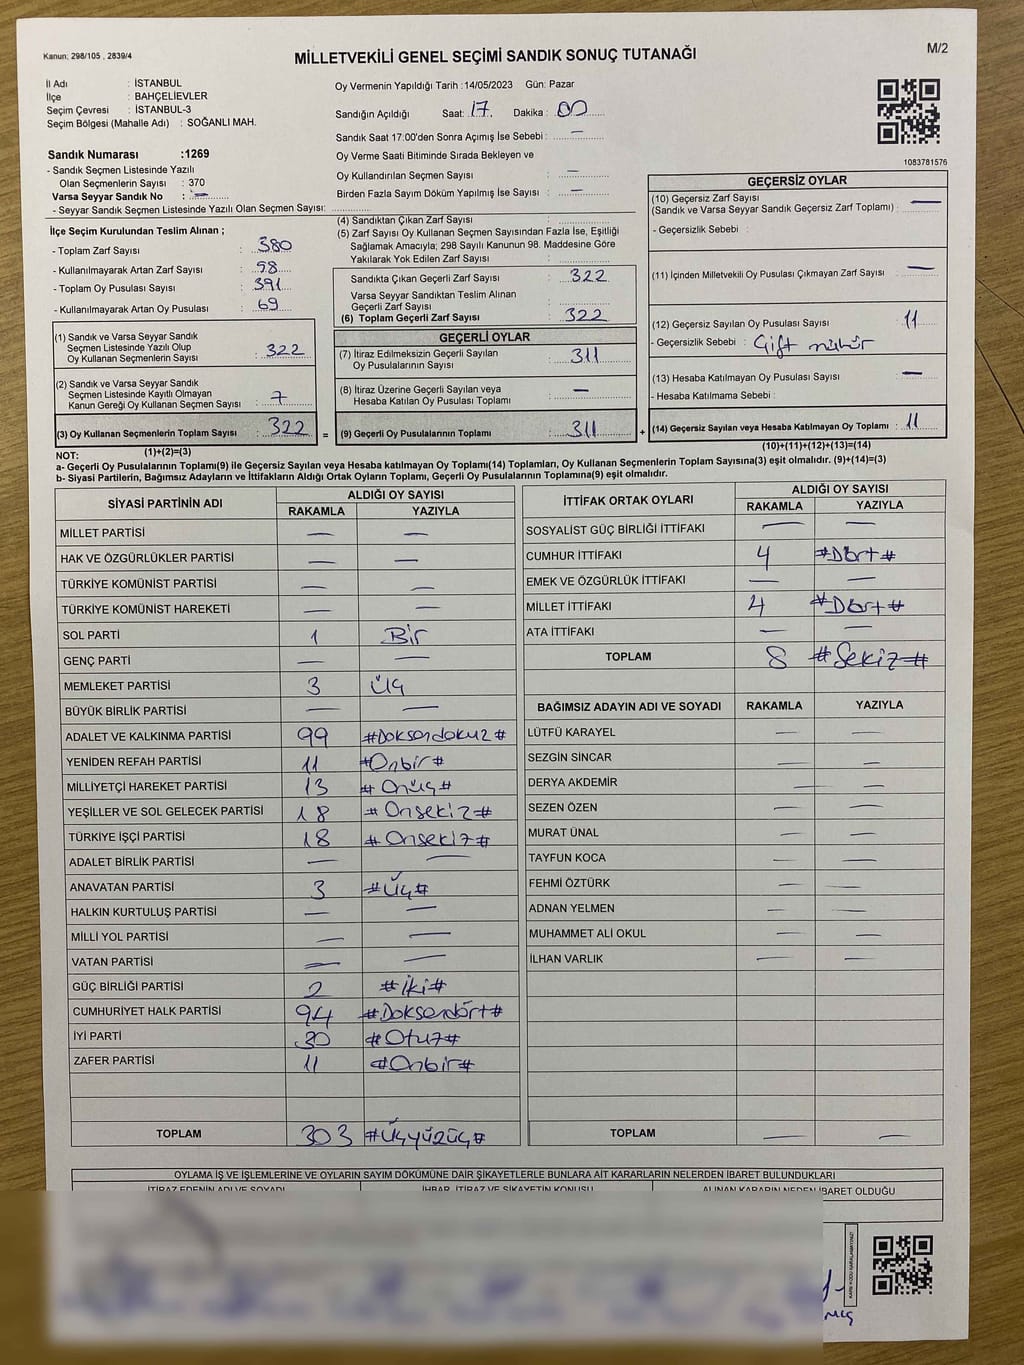 Kanun: 298/105 , 2839/4
MİLLETVEKİLİ GENEL SEÇİMİ SANDIK SONUÇ TUTANAĞI
M/2
İl Adı : İSTANBUL
İlçe : BAHÇELİEVLER
Seçim Çevresi : İSTANBUL-3
Seçim Bölgesi (Mahalle Adı) : SOĞANLI MAH.
Sandık Numarası :1269
- Sandık Seçmen Listesinde Yazılı
Olan Seçmenlerin Sayısı : 370
Varsa Seyyar Sandık No : —
- Seyyar Sandık Seçmen Listesinde Yazılı Olan Seçmen Sayısı:
Oy Vermenin Yapıldığı Tarih :14/05/2023 Gün: Pazar
Sandığın Açıldığı Saat: 17 Dakika : 00
Sandık Saat 17:00'den Sonra Açımış İse Sebebi : —
Oy Verme Saati Bitiminde Sırada Bekleyen ve
Oy Kullandırılan Seçmen Sayısı —
Birden Fazla Sayım Döküm Yapılmış İse Sayısı : —
1083781576
İlçe Seçim Kurulundan Teslim Alınan ;
- Toplam Zarf Sayısı : 380
- Kullanılmayarak Artan Zarf Sayısı : 98
- Toplam Oy Pusulası Sayısı : 391
- Kullanılmayarak Artan Oy Pusulası : 69
(1) Sandık ve Varsa Seyyar Sandık
Seçmen Listesinde Yazılı Olup
Oy Kullanan Seçmenlerin Sayısı : 322
(2) Sandık ve Varsa Seyyar Sandık
Seçmen Listesinde Kayıtlı Olmayan
Kanun Gereği Oy Kullanan Seçmen Sayısı : 7
(3) Oy Kullanan Seçmenlerin Toplam Sayısı : 322
(1)+(2)=(3)
(4) Sandıktan Çıkan Zarf Sayısı
(5) Zarf Sayısı Oy Kullanan Seçmen Sayısından Fazla İse, Eşitliği
Sağlamak Amacıyla; 298 Sayılı Kanunun 98. Maddesine Göre
Yakılarak Yok Edilen Zarf Sayısı :
Sandıkta Çıkan Geçerli Zarf Sayısı : 322
Varsa Seyyar Sandıktan Teslim Alınan
Geçerli Zarf Sayısı
(6) Toplam Geçerli Zarf Sayısı : 322
GEÇERLİ OYLAR
(7) İtiraz Edilmeksizin Geçerli Sayılan
Oy Pusulalarının Sayısı : 311
(8) İtiraz Üzerine Geçerli Sayılan veya
Hesaba Katılan Oy Pusulası Toplamı : —
= (9) Geçerli Oy Pusulalarının Toplamı : 311 +
GEÇERSİZ OYLAR
(10) Geçersiz Zarf Sayısı
(Sandık ve Varsa Seyyar Sandık Geçersiz Zarf Toplamı) : —
- Geçersizlik Sebebi :
(11) İçinden Milletvekili Oy Pusulası Çıkmayan Zarf Sayısı : —
(12) Geçersiz Sayılan Oy Pusulası Sayısı : 11
- Geçersizlik Sebebi : Çift mühür
(13) Hesaba Katılmayan Oy Pusulası Sayısı : —
- Hesaba Katılmama Sebebi :
(14) Geçersiz Sayılan veya Hesaba Katılmayan Oy Toplamı : 11
(10)+(11)+(12)+(13)=(14)
NOT:
a- Geçerli Oy Pusulalarının Toplamı(9) ile Geçersiz Sayılan veya Hesaba katılmayan Oy Toplamı(14) Toplamları, Oy Kullanan Seçmenlerin Toplam Sayısına(3) eşit olmalıdır. (9)+(14)=(3)
b- Siyasi Partilerin, Bağımsız Adayların ve İttifakların Aldığı Ortak Oyların Toplamı, Geçerli Oy Pusulalarının Toplamına(9) eşit olmalıdır.
SİYASİ PARTİNİN ADI ALDIĞI OY SAYISI
RAKAMLA YAZIYLA
MİLLET PARTİSİ — —
HAK VE ÖZGÜRLÜKLER PARTİSİ — —
TÜRKİYE KOMÜNİST PARTİSİ — —
TÜRKİYE KOMÜNİST HAREKETİ — —
SOL PARTİ 1 Bir
GENÇ PARTİ — —
MEMLEKET PARTİSİ 3 Üç
BÜYÜK BİRLİK PARTİSİ — —
ADALET VE KALKINMA PARTİSİ 99 #Doksandokuz#
YENİDEN REFAH PARTİSİ 11 #Onbir#
MİLLİYETÇİ HAREKET PARTİSİ 13 #Onüç#
YEŞİLLER VE SOL GELECEK PARTİSİ 18 #Onsekiz#
TÜRKİYE İŞÇİ PARTİSİ 18 #Onsekiz#
ADALET BİRLİK PARTİSİ — —
ANAVATAN PARTİSİ 3 #Üç#
HALKIN KURTULUŞ PARTİSİ — —
MİLLİ YOL PARTİSİ — —
VATAN PARTİSİ — —
GÜÇ BİRLİĞİ PARTİSİ 2 #İki#
CUMHURİYET HALK PARTİSİ 94 #Doksandört#
İYİ PARTİ 30 #Otuz#
ZAFER PARTİSİ 11 #Onbir#
TOPLAM 303 #Üçyüzüç#
İTTİFAK ORTAK OYLARI ALDIĞI OY SAYISI
RAKAMLA YAZIYLA
SOSYALİST GÜÇ BİRLİĞİ İTTİFAKI — —
CUMHUR İTTİFAKI 4 #Dört#
EMEK VE ÖZGÜRLÜK İTTİFAKI — —
MİLLET İTTİFAKI 4 #Dört#
ATA İTTİFAKI — —
TOPLAM 8 #Sekiz#
BAĞIMSIZ ADAYIN ADI VE SOYADI RAKAMLA YAZIYLA
LÜTFÜ KARAYEL — —
SEZGİN SİNCAR — —
DERYA AKDEMİR — —
SEZEN ÖZEN — —
MURAT ÜNAL — —
TAYFUN KOCA — —
FEHMİ ÖZTÜRK — —
ADNAN YELMEN — —
MUHAMMET ALİ OKUL — —
İLHAN VARLIK — —
TOPLAM — —
OYLAMA İŞ VE İŞLEMLERİNE VE OYLARIN SAYIM DÖKÜMÜNE DAİR ŞİKAYETLERLE BUNLARA AİT KARARLARIN NELERDEN İBARET BULUNDUKLARI
İTİRAZ EDENİN ADI VE SOYADI İHBAR, İTİRAZ VE ŞİKAYETİN KONUSU ALINAN KARARIN NEDEN İBARET OLDUĞU
KARE KODU KARALAMAYINIZ!